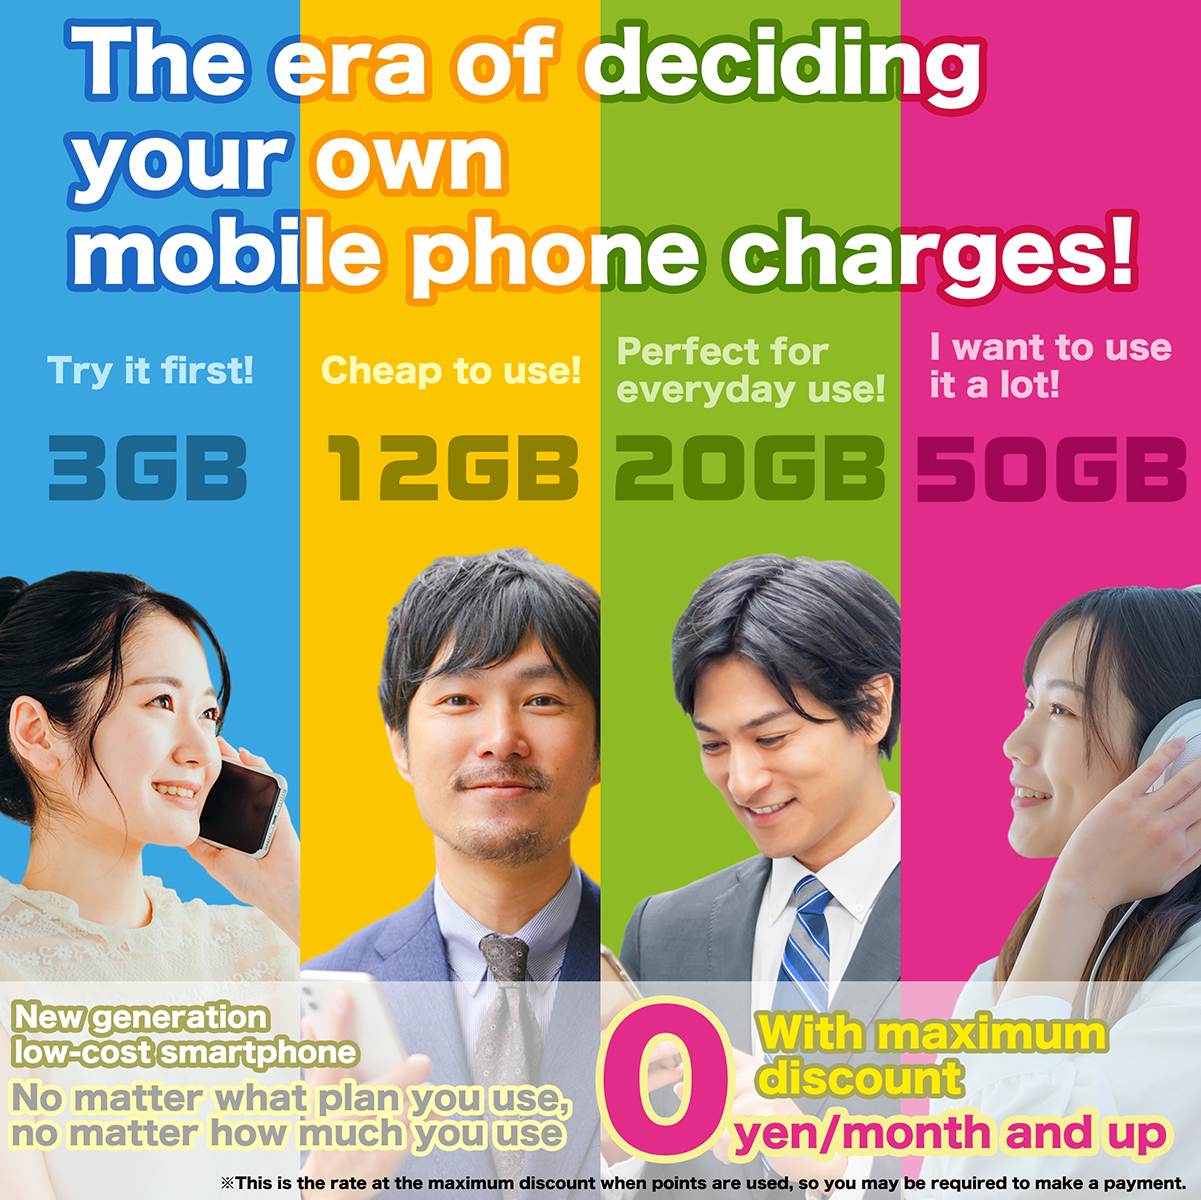 The era of deciding
your own
mobile phone charges!
Try it first!
3GB
Cheap to use!
12GB
Perfect for
everyday use!
20GB
I want to use
it a lot!
50GB
New generation
low-cost smartphone
No matter what plan you use,
no matter how much you use
With maximum
discount
0
yen/month and up
※This is the rate at the maximum discount when points are used, so you may be required to make a payment.